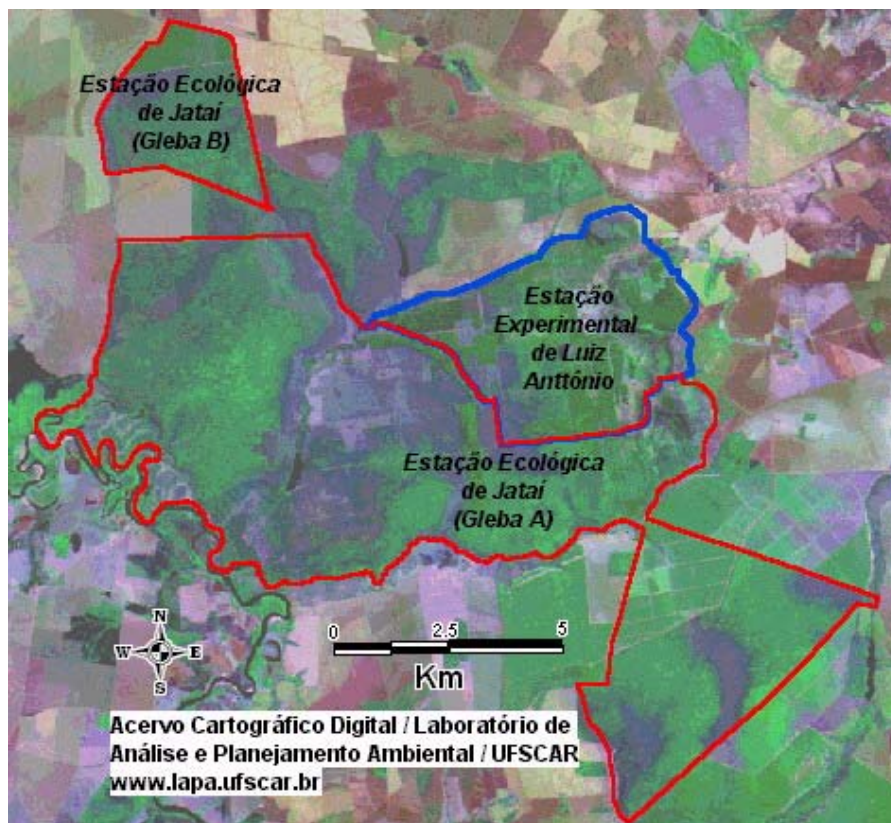 Estação Ecológica
de Jataí
(Gleba B)
Estação
Experimental
de Luiz
Anttônio
Estação Ecológica
de Jataí
(Gleba A)
N
W E
S
0 2.5 5
Km
Acervo Cartográfico Digital / Laboratório de
Análise e Planejamento Ambiental / UFSCAR
www.lapa.ufscar.br